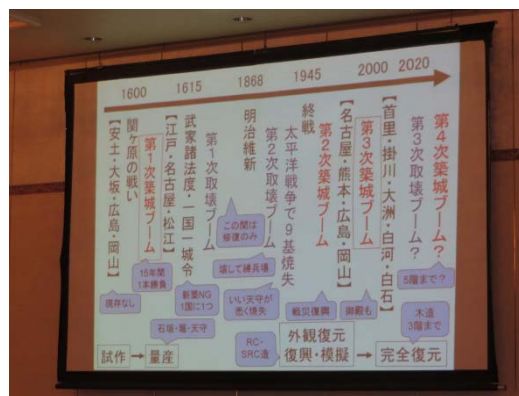 1600 1615 1868 1945 2000 2020
【安土・大坂・広島・岡山】
関ヶ原の戦い
第1次築城ブーム
【江戸・名古屋・松江】
武家諸法度・一国一城令
第1次取壊ブーム
明治維新
第2次取壊ブーム
太平洋戦争で9基焼失
終戦
第2次築城ブーム
【名古屋・熊本・広島・岡山】
第3次築城ブーム
【首里・掛川・大洲・白河・白石】
第3次取壊ブーム?
第4次築城ブーム?
現存なし
15年間
1本勝負
新築NG
1国に1つ
この間は
修復のみ
壊して練兵場
いい天守が
悉く焼失
戦災復興
御殿も
5階まで?
木造
3階まで
石垣・堀・天守
試作→量産
RC・
SRC造
外観復元
復興・模擬
→完全復元